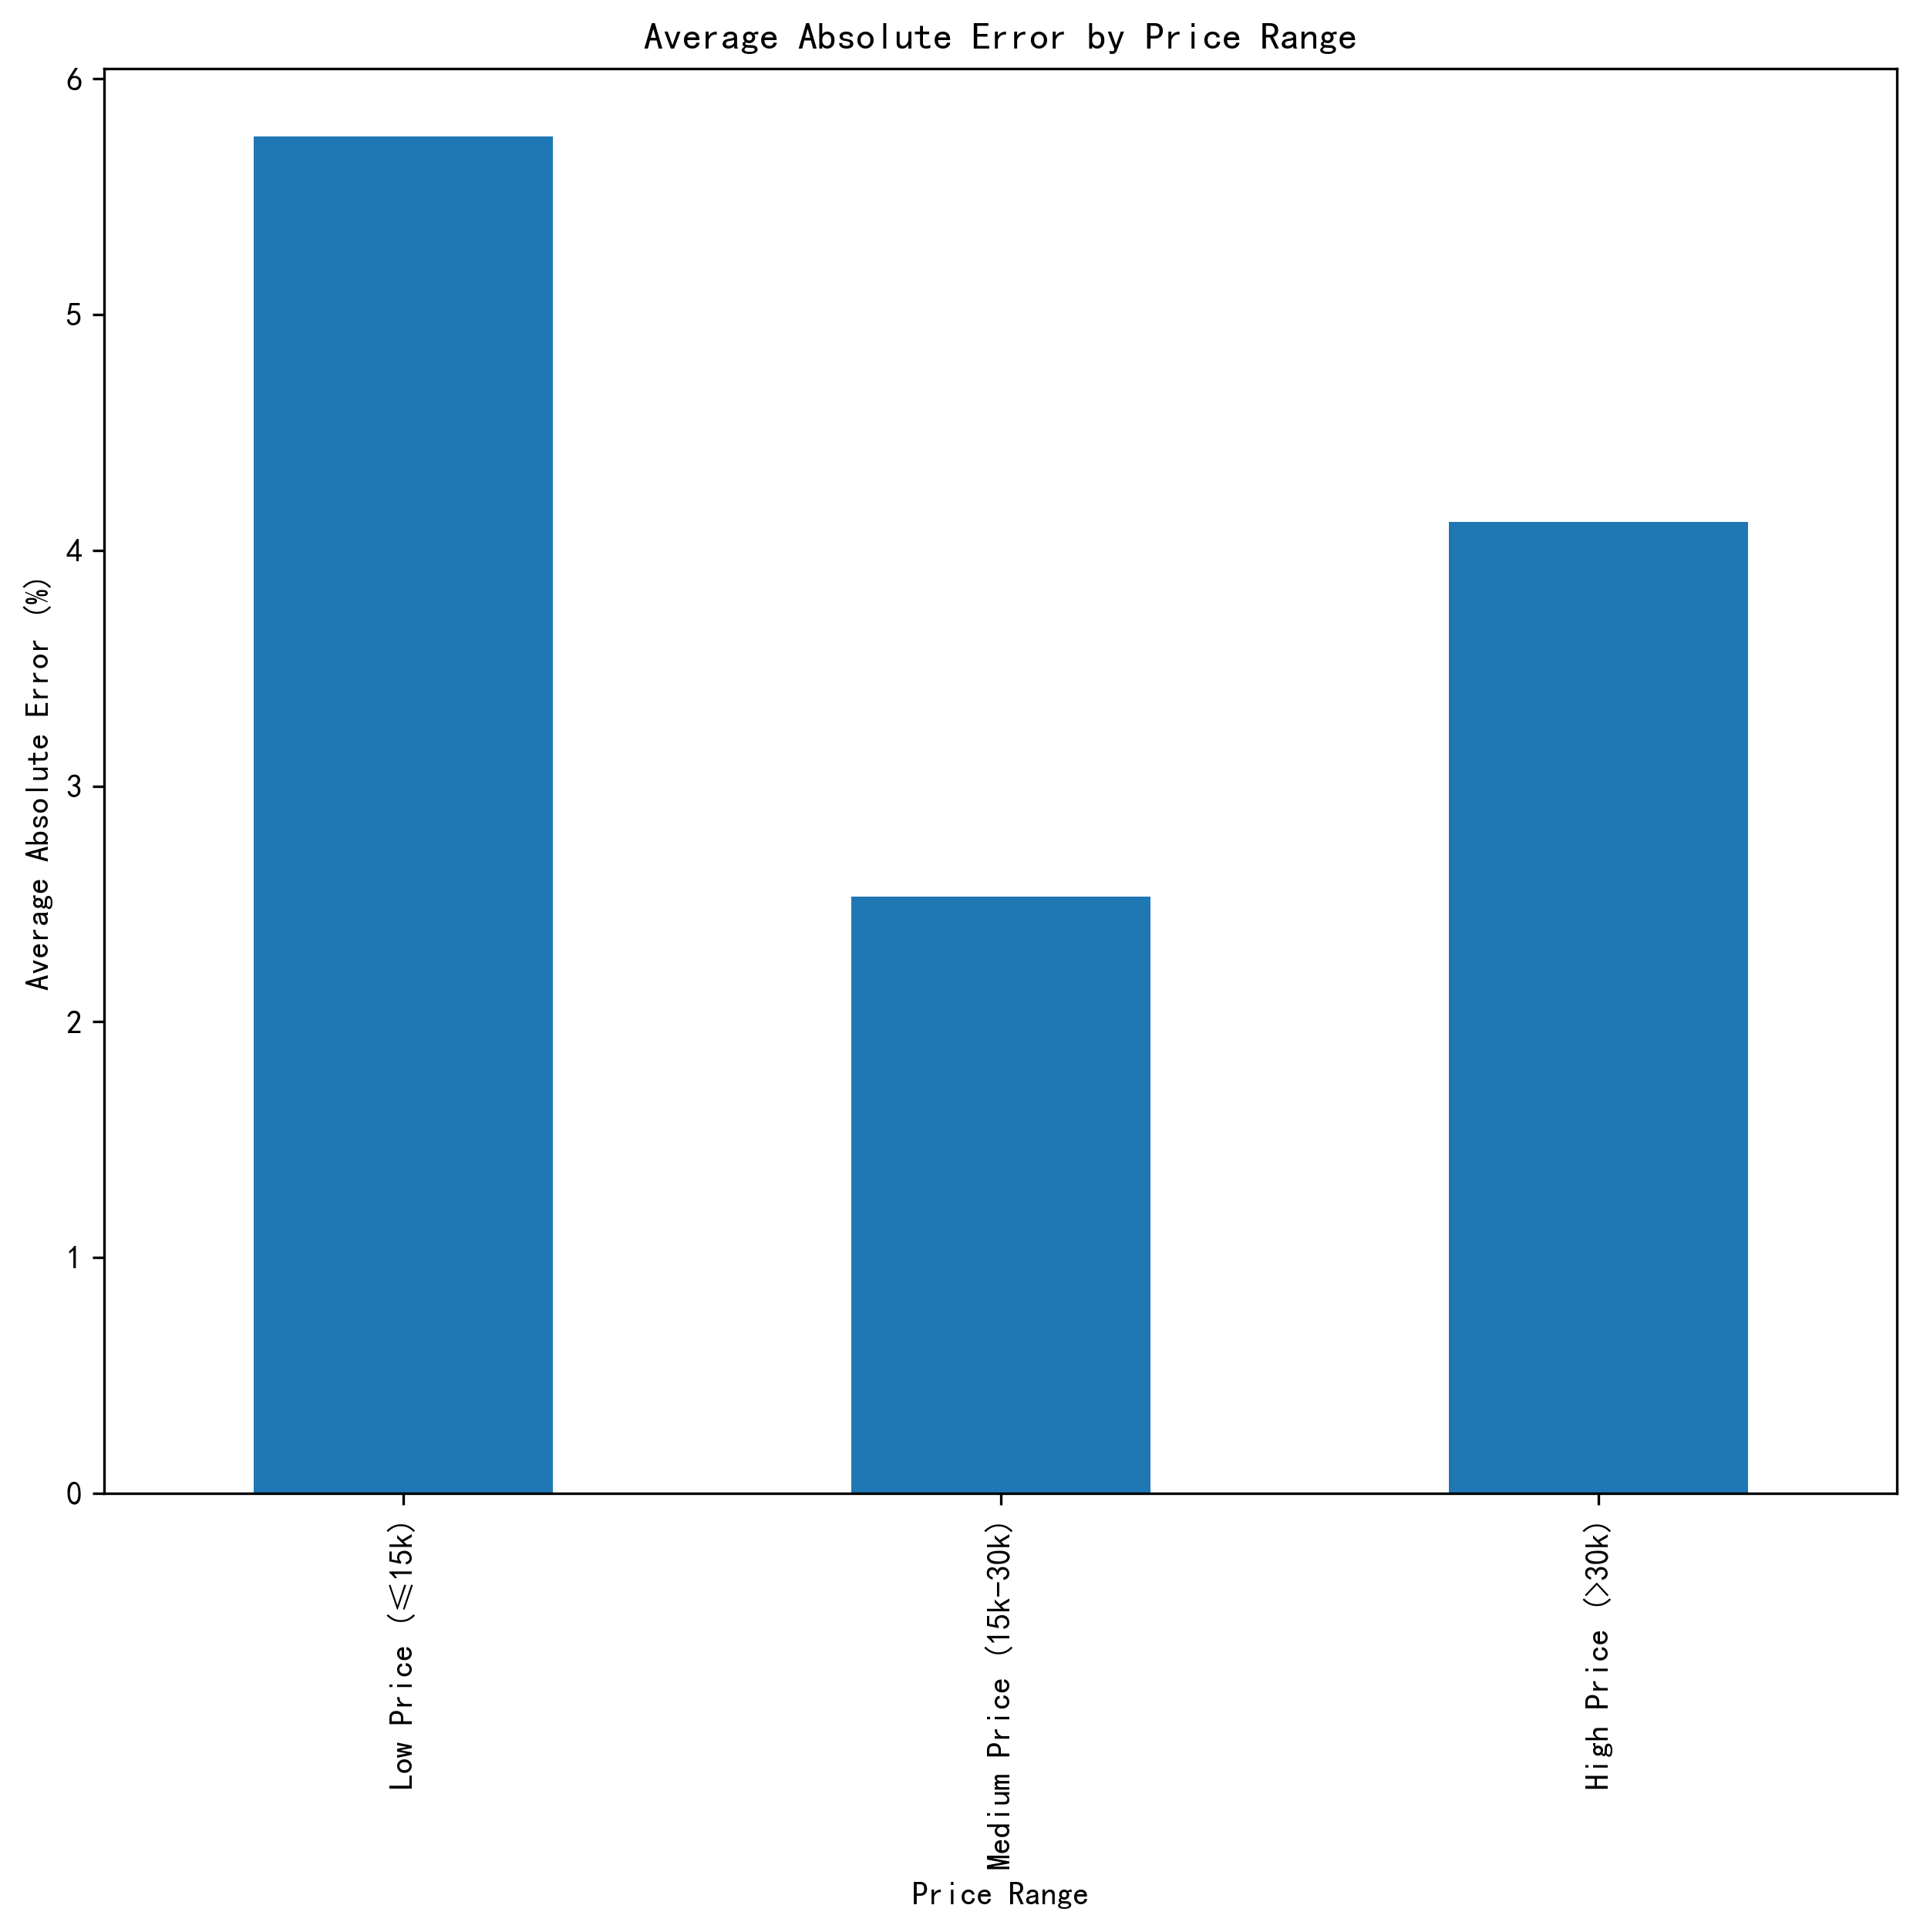 Average Absolute Error by Price Range
Average Absolute Error (%)
6
5
4
3
2
1
0
Low Price (≤15k)
Medium Price (15k-30k)
High Price (>30k)
Price Range